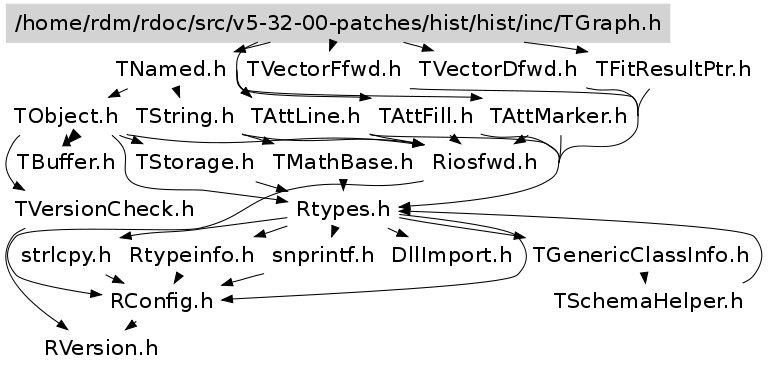 /home/rdm/rdoc/src/v5-32-00-patches/hist/hist/inc/TGraph.h
TNamed.h TVectorFfwd.h TVectorDfwd.h TFitResultPtr.h
TObject.h TString.h TAttLine.h TAttFill.h TAttMarker.h
TBuffer.h TStorage.h TMathBase.h Riosfwd.h
TVersionCheck.h Rtypes.h
strlcpy.h Rtypeinfo.h snprintf.h DllImport.h TGenericClassInfo.h
RConfig.h TSchemaHelper.h
RVersion.h